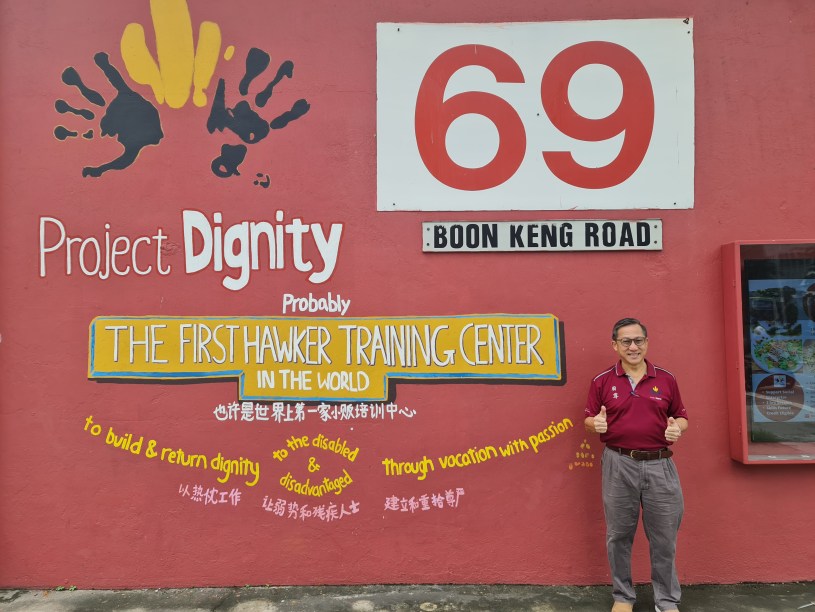 69
BOON KENG ROAD
Project Dignity
Probably
THE FIRST HAWKER TRAINING CENTER
IN THE WORLD
也许是世界上第一家小贩培训中心
to build & return dignity
to the disabled
&
disadvantaged
through vacation with passion
以热忱工作
让弱势和残疾人士
建立和重拾尊严